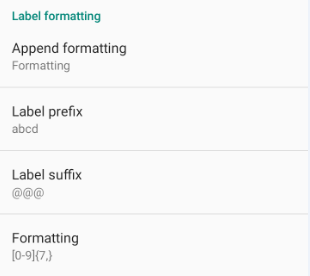 Label formatting
Append formatting
Formatting
Label prefix
abcd
Label suffix
@@@
Formatting
[0-9]{7,}